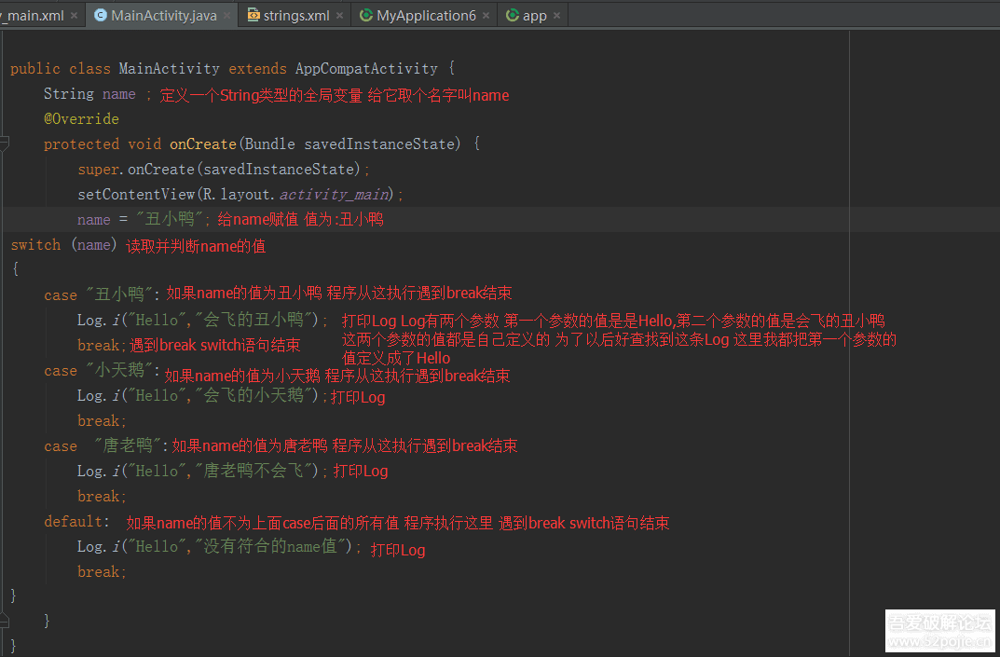 _main.xml × MainActivity.java × strings.xml × MyApplication6 × app ×
public class MainActivity extends AppCompatActivity {
String name ; 定义一个String类型的全局变量 给它取个名字叫name
@Override
protected void onCreate(Bundle savedInstanceState) {
super.onCreate(savedInstanceState);
setContentView(R.layout.activity_main);
name = "丑小鸭"; 给name赋值 值为:丑小鸭
switch (name) 读取并判断name的值
{
case "丑小鸭": 如果name的值为丑小鸭 程序从这执行遇到break结束
Log.i("Hello","会飞的丑小鸭"); 打印Log Log有两个参数 第一个参数的值是是Hello,第二个参数的值是会飞的丑小鸭
这两个参数的值都是自己定义的 为了以后好查找到这条Log 这里我都把第一个参数的
值定义成了Hello
break; 遇到break switch语句结束
case "小天鹅": 如果name的值为小天鹅 程序从这执行遇到break结束
Log.i("Hello","会飞的小天鹅"); 打印Log
break;
case "唐老鸭": 如果name的值为唐老鸭 程序从这执行遇到break结束
Log.i("Hello","唐老鸭不会飞"); 打印Log
break;
default: 如果name的值不为上面case后面的所有值 程序执行这里 遇到break switch语句结束
Log.i("Hello","没有符合的name值"); 打印Log
break;
}
}
}
吾爱破解论坛
www.52pojie.cn